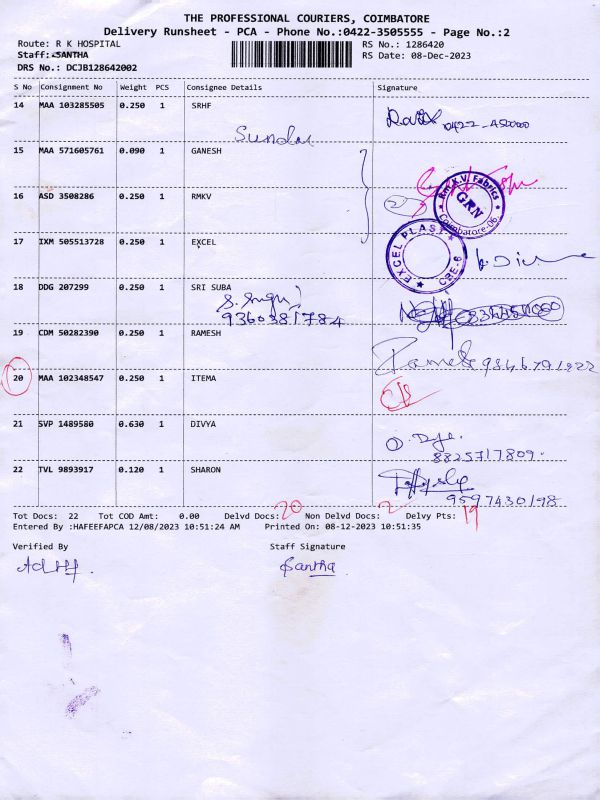 THE PROFESSIONAL COURIERS, COIMBATORE
Delivery Runsheet - PCA - Phone No.:0422-3505555 - Page No.:2
Route: R K HOSPITAL RS No.: 1286420
Staff: SANTHA RS Date: 08-Dec-2023
DRS No.: DCJB128642002
S No Consignment No Weight PCS Consignee Details Signature
14 MAA 103285505 0.250 1 SRHF
Sundar
15 MAA 571605761 0.090 1 GANESH
16 ASD 3508286 0.250 1 RMKV
Rm.K.V. Fabrics
GRN
Coimbatore-06
17 IXM 505513728 0.250 1 EXCEL
EXCEL PLAST
CBE-6
18 DDG 207299 0.250 1 SRI SUBA
9360381784
19 CDM 50282390 0.250 1 RAMESH
20 MAA 102348547 0.250 1 ITEMA
21 SVP 1489580 0.630 1 DIVYA
8825717809
22 TVL 9893917 0.120 1 SHARON
9597430198
Tot Docs: 22 Tot COD Amt: 0.00 Delvd Docs: 20 Non Delvd Docs: 2 Delvy Pts: 19
Entered By :HAFEEFAPCA 12/08/2023 10:51:24 AM Printed On: 08-12-2023 10:51:35
Verified By Staff Signature
Santha